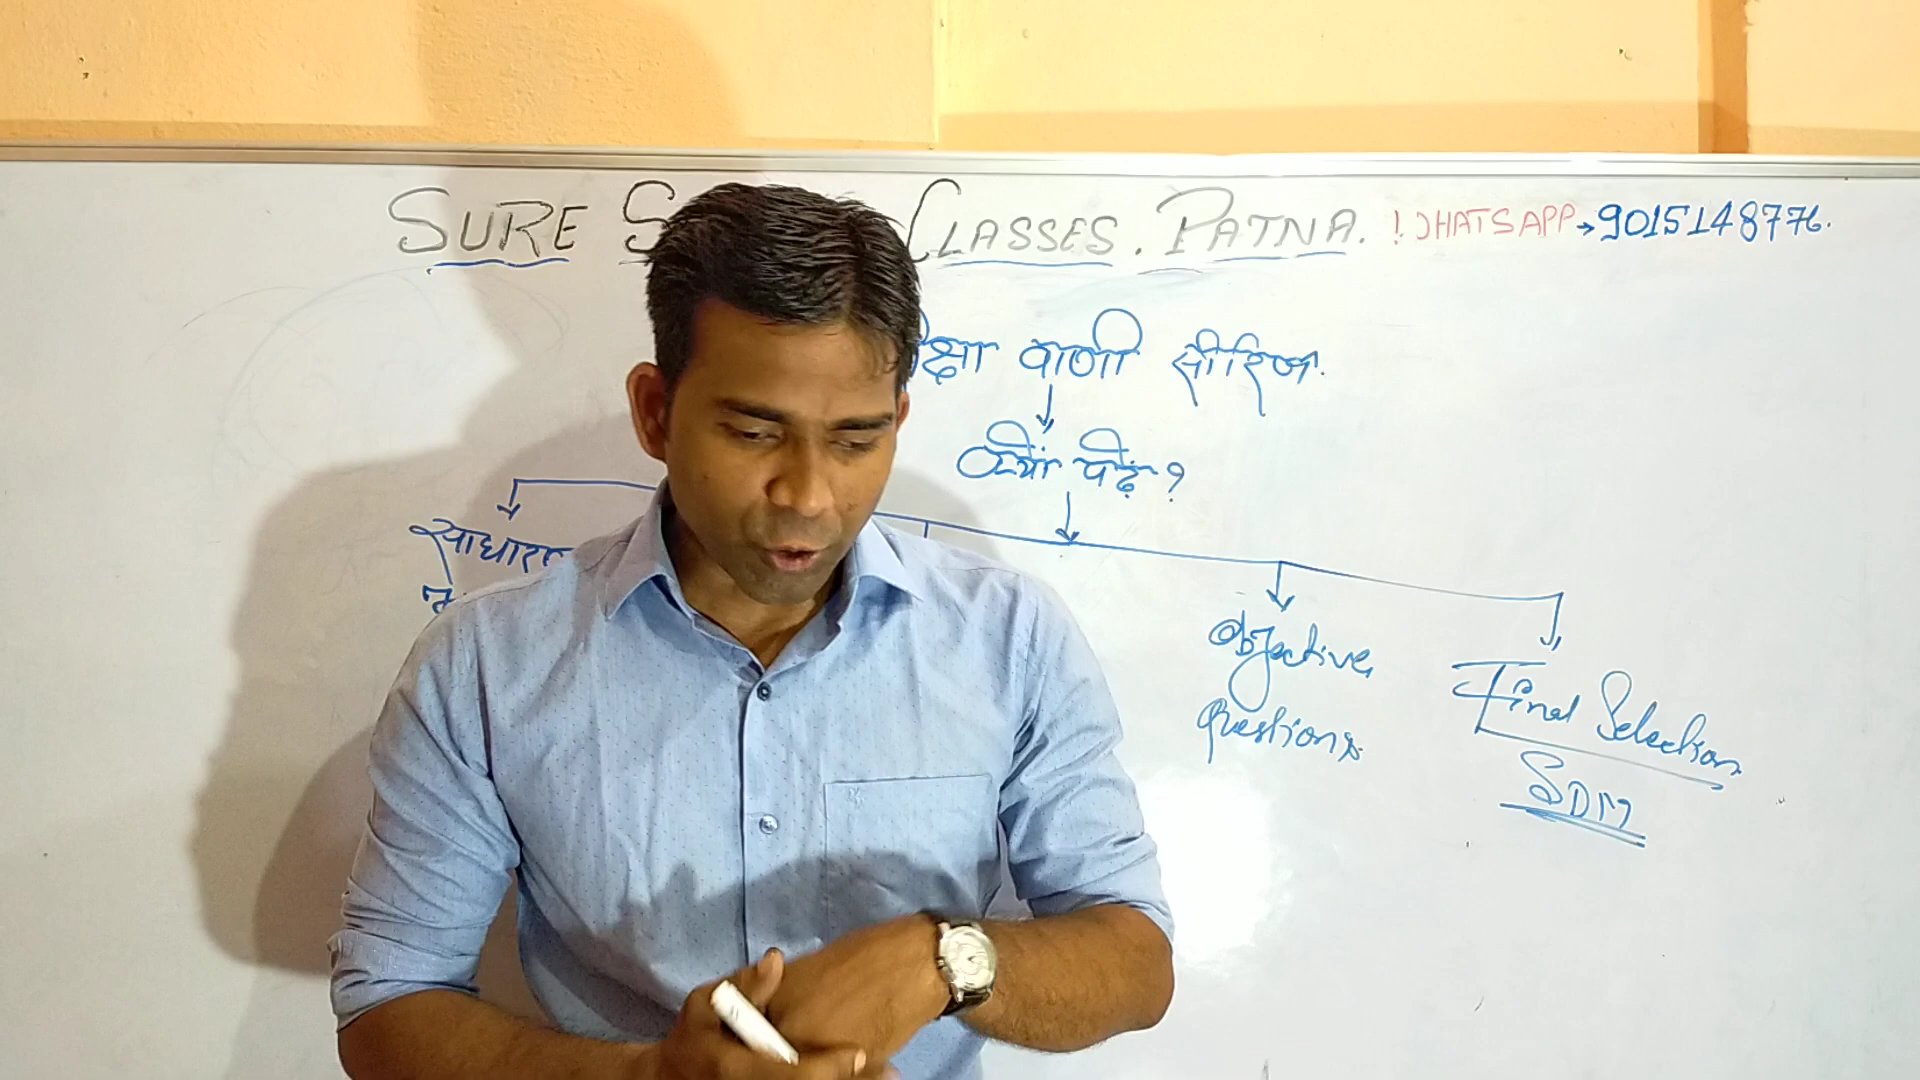 SURE S CLASSES. PATNA. WHATSAPP→9015148776.
क्षा वाणी सीरिज.
क्यों पढ़ें?
साधारण
Objective
Questions.
Final Selection
SDM